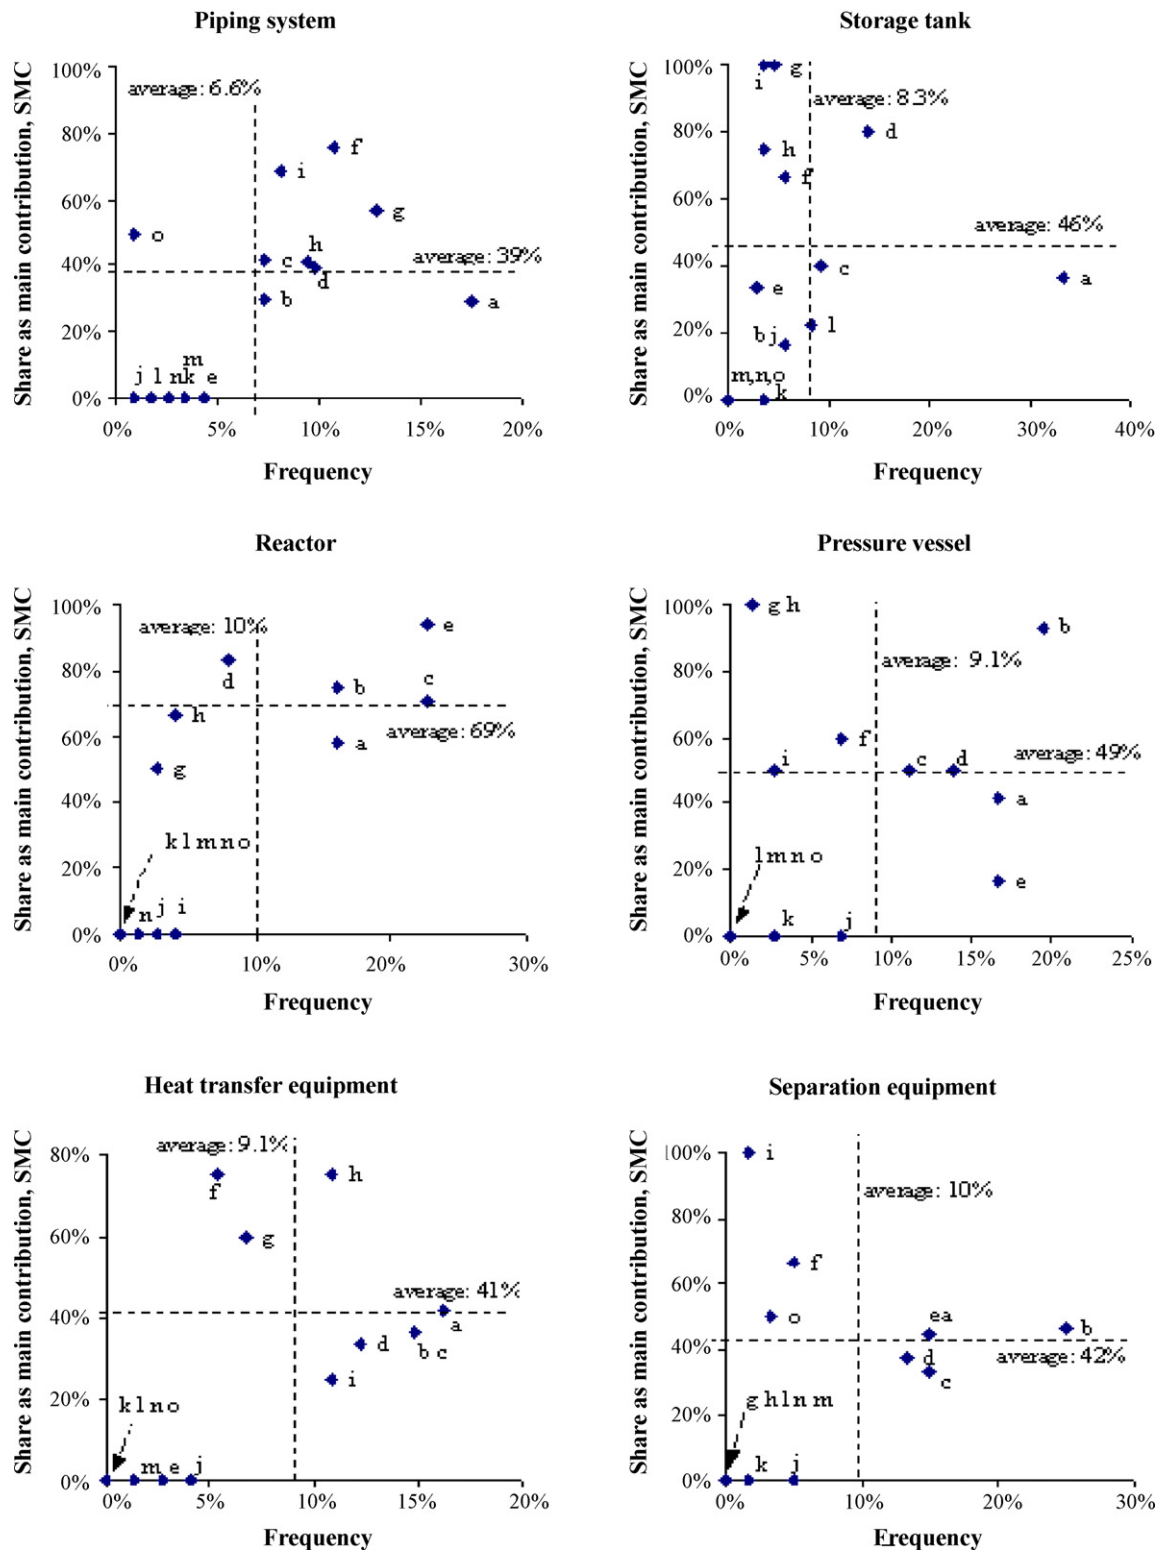 Piping system
Share as main contribution, SMC
100%
80%
60%
40%
20%
0%
average: 6.6%
average: 39%
f
i
g
o
h
c
d
b
a
m
j l n k e
0% 5% 10% 15% 20%
Frequency
Storage tank
Share as main contribution, SMC
100%
80%
60%
40%
20%
0%
average: 8.3%
average: 46%
g
i
d
h
f
c
a
e
l
b j
m,n,o
k
0% 10% 20% 30% 40%
Frequency
Reactor
Share as main contribution, SMC
100%
80%
60%
40%
20%
0%
average: 10%
average: 69%
e
d
c
b
h
a
g
k l m n o
n j i
0% 10% 20% 30%
Frequency
Pressure vessel
Share as main contribution, SMC
100%
80%
60%
40%
20%
0%
average: 9.1%
average: 49%
g h
b
f
i
c
d
a
e
l m n o
k
j
0% 5% 10% 15% 20% 25%
Frequency
Heat transfer equipment
Share as main contribution, SMC
80%
60%
40%
20%
0%
average: 9.1%
average: 41%
f
h
g
a
d
b c
i
k l n o
m e j
0% 5% 10% 15% 20%
Frequency
Separation equipment
Share as main contribution, SMC
100%
80%
60%
40%
20%
0%
average: 10%
average: 42%
i
f
o
e a
b
d
c
g h l n m
k
j
0% 10% 20% 30%
Frequency